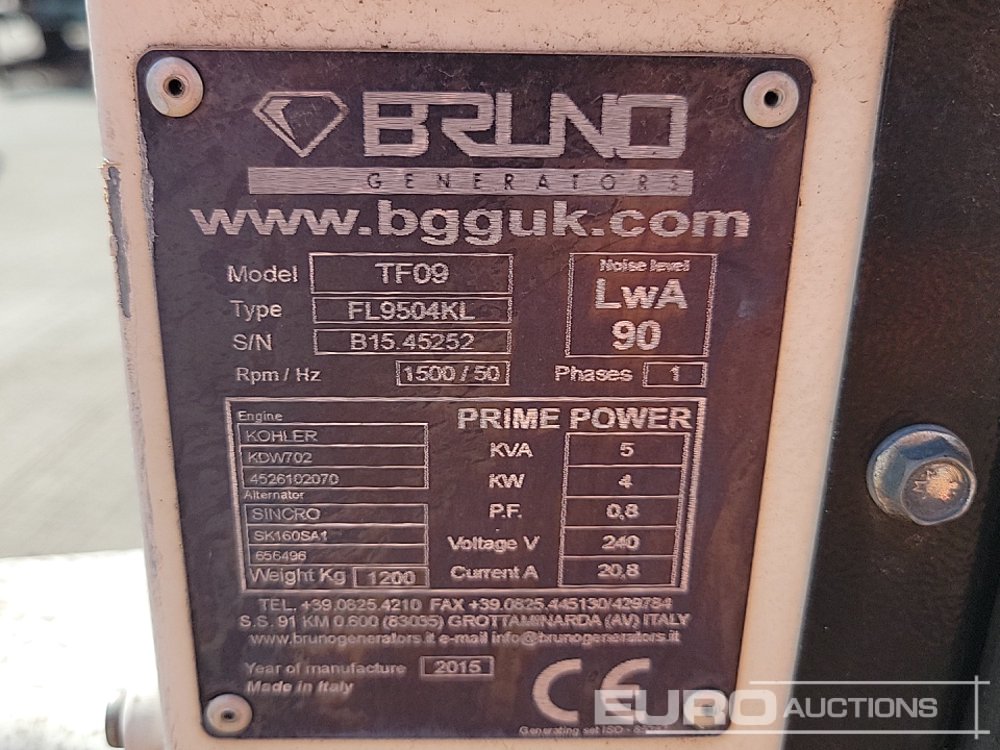 BRUNO
GENERATORS
www.bgguk.com
Model TF09
Type FL9504KL
S/N B15.45252
Rpm / Hz 1500 / 50
Noise level
LwA
90
Phases 1
Engine
KOHLER
KDW702
4526102070
Alternator
SINCRO
SK160SA1
656496
Weight Kg 1200
PRIME POWER
KVA 5
KW 4
P.F. 0,8
Voltage V 240
Current A 20,8
TEL. +39.0825.4210 FAX +39.0825.445130/429784
S.S. 91 KM 0.600 (83035) GROTTAMINARDA (AV) ITALY
www.brunogenerators.it e-mail info@brunogenerators.it
Year of manufacture 2015
Made in Italy
CE
Generating set ISO -
EURO AUCTIONS